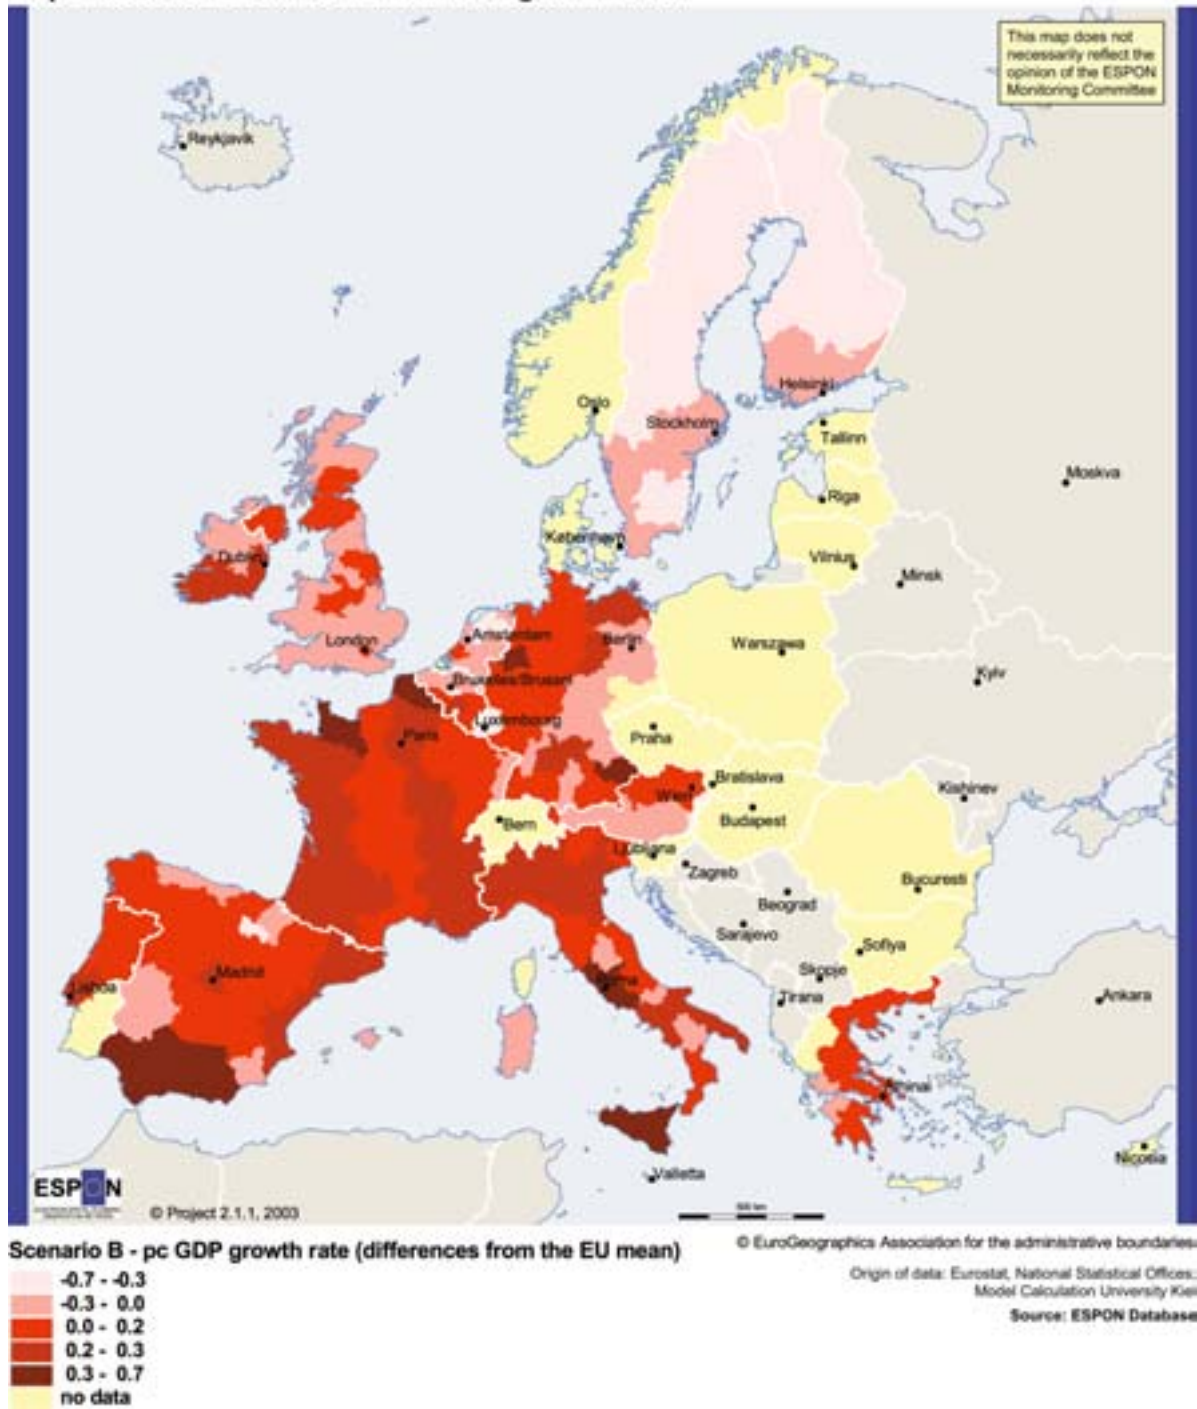 This map does not
necessarily reflect the
opinion of the ESPON
Monitoring Committee
Reykjavik
Oslo
Helsinki
Stockholm
Tallinn
Moskva
Riga
København
Vilnius
Dublin
Minsk
London
Amsterdam
Berlin
Warszawa
Kyiv
Luxembourg
Paris
Praha
Bratislava
Wien
Kishinev
Budapest
Bern
Ljubljana
Zagreb
Bucuresti
Beograd
Sarajevo
Sofiya
Madrid
Skopje
Lisboa
Tirana
Ankara
Athinai
Nicosia
Valletta
ESPON
© Project 2.1.1, 2003
500 km
Scenario B - pc GDP growth rate (differences from the EU mean)
-0.7 - -0.3
-0.3 - 0.0
0.0 - 0.2
0.2 - 0.3
0.3 - 0.7
no data
© EuroGeographics Association for the administrative boundaries
Origin of data: Eurostat, National Statistical Offices;
Model Calculation University Kiel
Source: ESPON Database